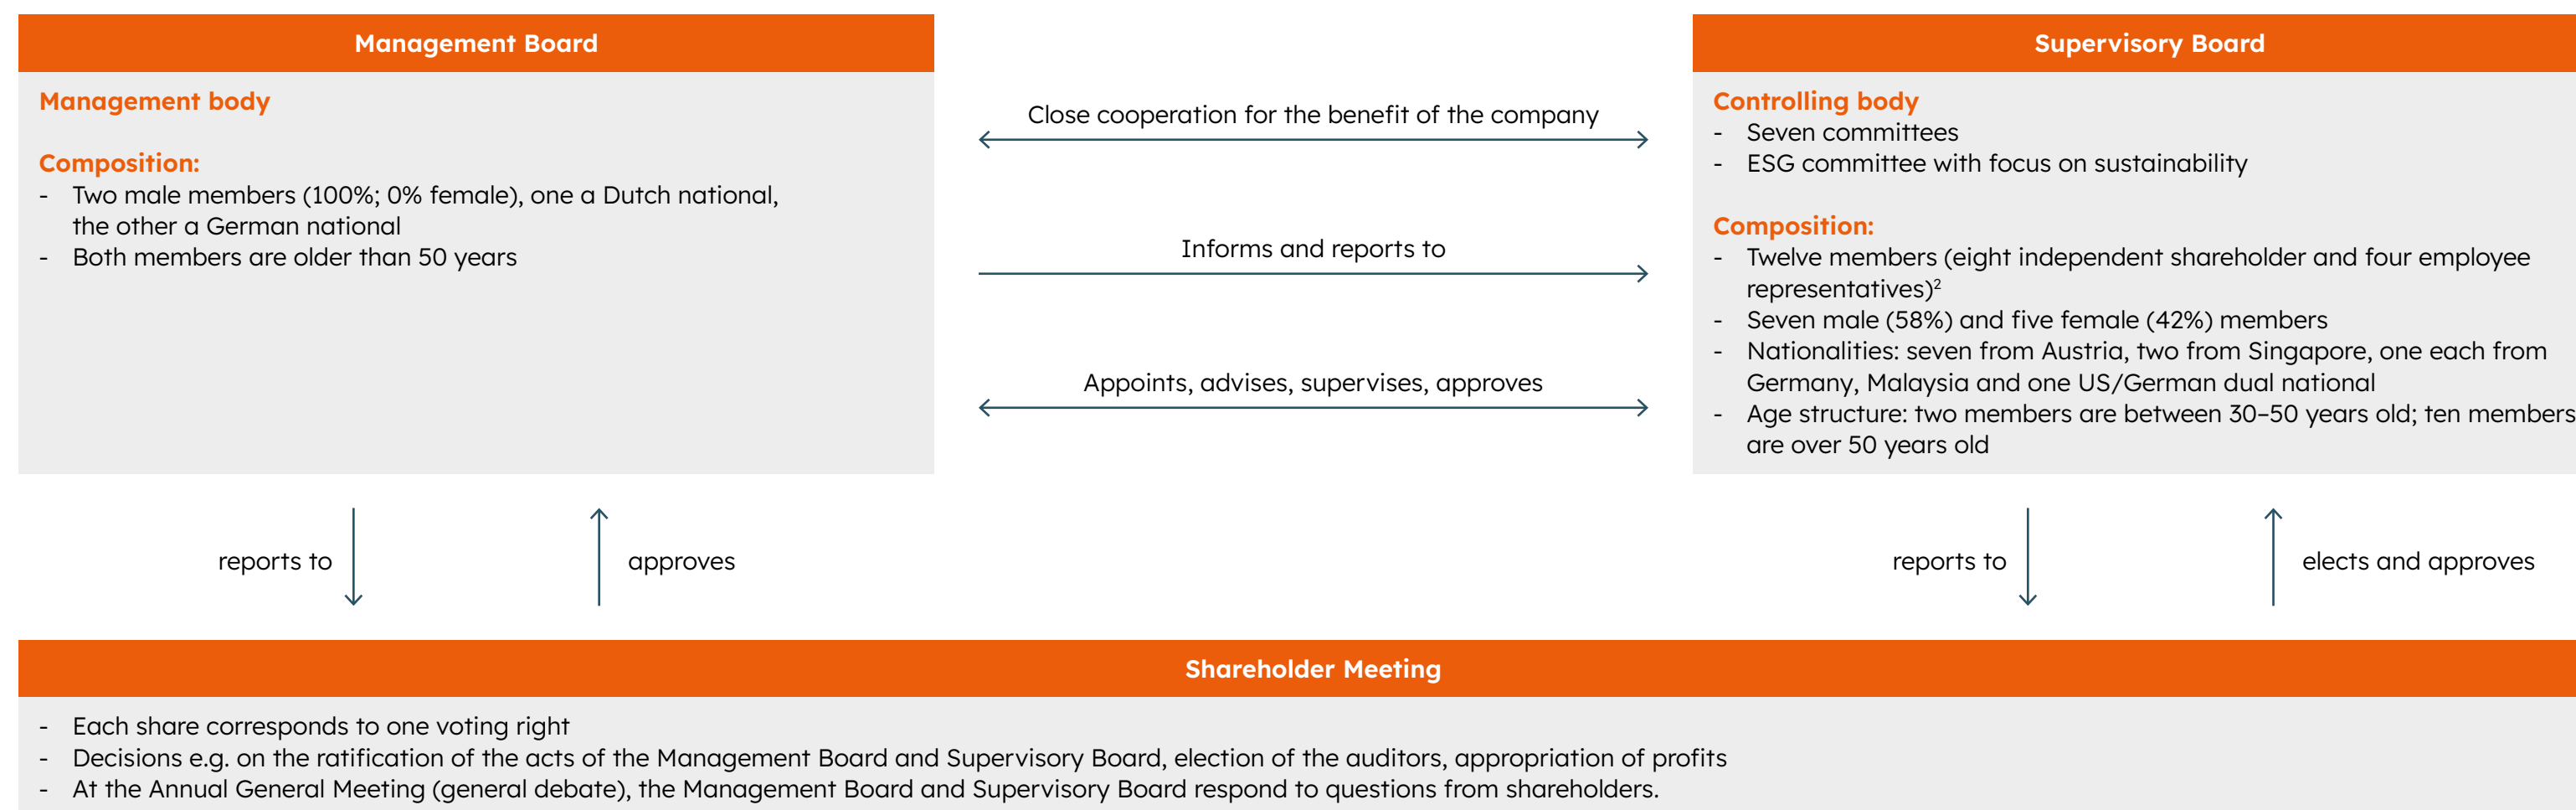 Management Board
Management body
Composition:
- Two male members (100%; 0% female), one a Dutch national,
the other a German national
- Both members are older than 50 years
Close cooperation for the benefit of the company
Informs and reports to
Appoints, advises, supervises, approves
Supervisory Board
Controlling body
- Seven committees
- ESG committee with focus on sustainability
Composition:
- Twelve members (eight independent shareholder and four employee
representatives)²
- Seven male (58%) and five female (42%) members
- Nationalities: seven from Austria, two from Singapore, one each from
Germany, Malaysia and one US/German dual national
- Age structure: two members are between 30–50 years old; ten members
are over 50 years old
reports to
approves
reports to
elects and approves
Shareholder Meeting
- Each share corresponds to one voting right
- Decisions e.g. on the ratification of the acts of the Management Board and Supervisory Board, election of the auditors, appropriation of profits
- At the Annual General Meeting (general debate), the Management Board and Supervisory Board respond to questions from shareholders.